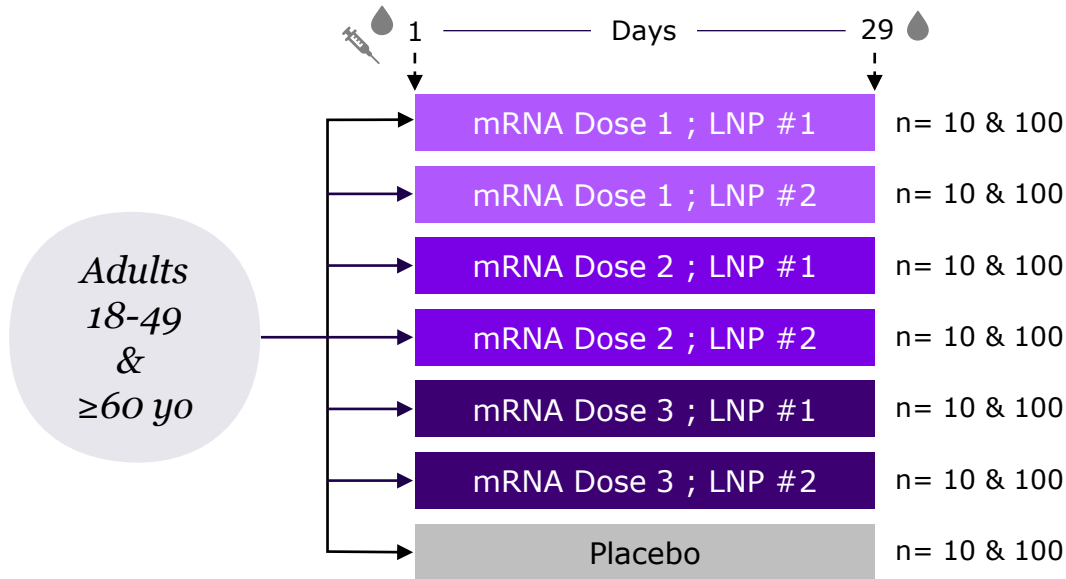 1 Days 29
mRNA Dose 1 ; LNP #1 n= 10 & 100
mRNA Dose 1 ; LNP #2 n= 10 & 100
Adults
18-49
&
≥60 yo
mRNA Dose 2 ; LNP #1 n= 10 & 100
mRNA Dose 2 ; LNP #2 n= 10 & 100
mRNA Dose 3 ; LNP #1 n= 10 & 100
mRNA Dose 3 ; LNP #2 n= 10 & 100
Placebo n= 10 & 100